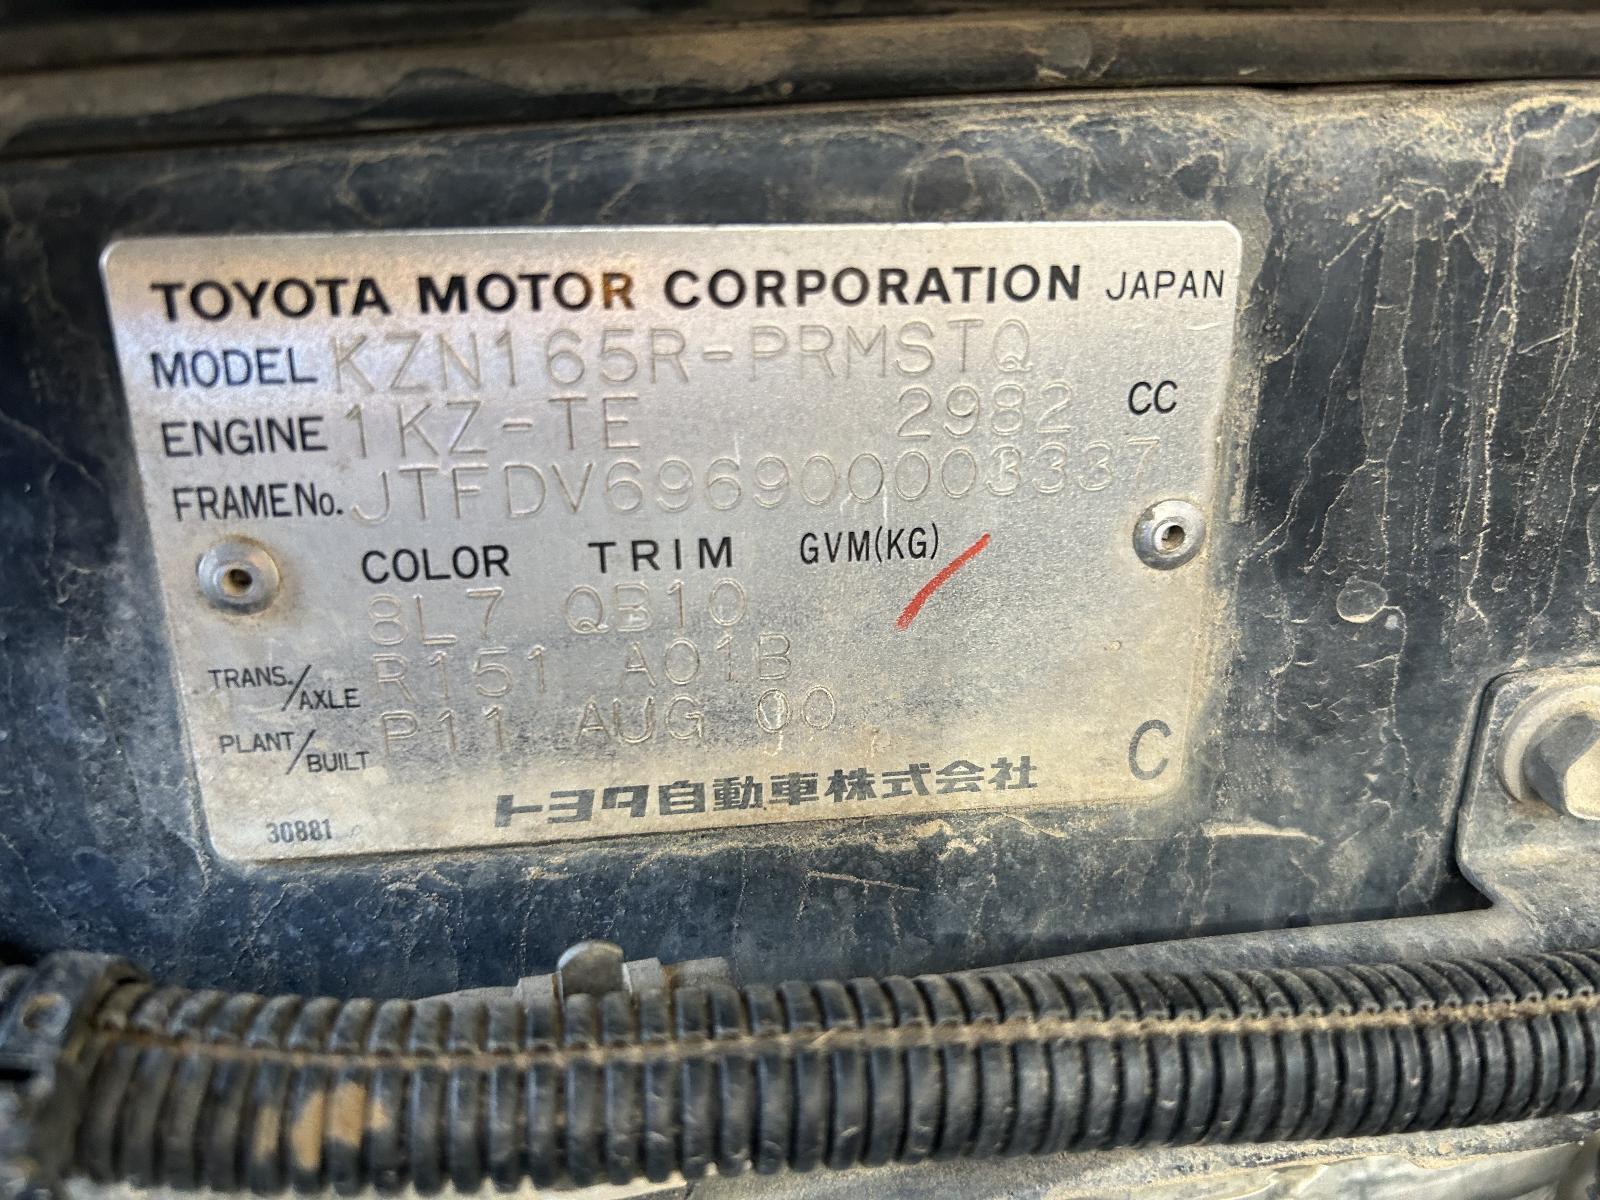 TOYOTA MOTOR CORPORATION JAPAN
MODEL KZN165R-PRMSTQ
ENGINE 1KZ-TE 2982 CC
FRAME No. JTFDV696900003337
COLOR TRIM GVM(KG)
8L7 QB10
TRANS./AXLE R151 A01B
PLANT/BUILT P11 AUG 00
トヨタ自動車株式会社 C
30881